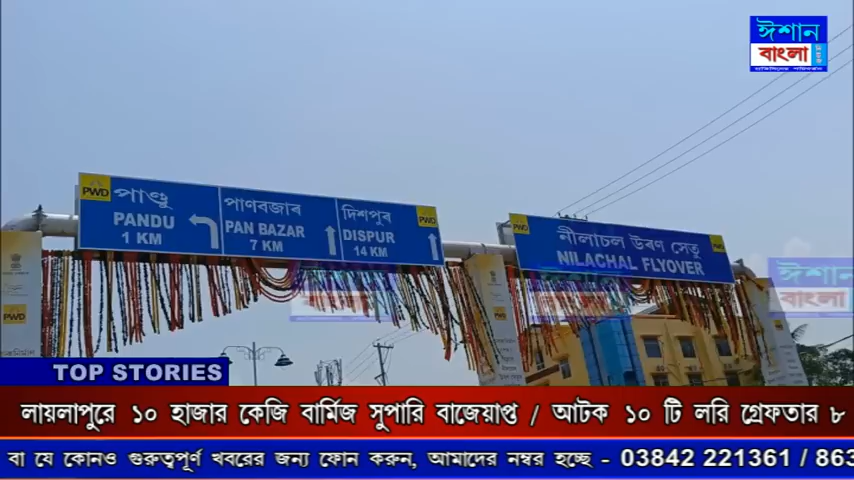 ঈশান
বাংলা
PWD
পাণ্ডু
PANDU
1 KM
পাণবজাৰ
PAN BAZAR
7 KM
দিশপুৰ
DISPUR
14 KM
PWD
PWD
নীলাচল উৰণ সেতু
NILACHAL FLYOVER
PWD
ঈশান
বাংলা
PWD
TOP STORIES
লায়লাপুরে ১০ হাজার কেজি বার্মিজ সুপারি বাজেয়াপ্ত / আটক ১০ টি লরি গ্রেফতার ৮
বা যে কোনও গুরুত্বপূর্ণ খবরের জন্য ফোন করুন, আমাদের নম্বর হচ্ছে - 03842 221361 / 863